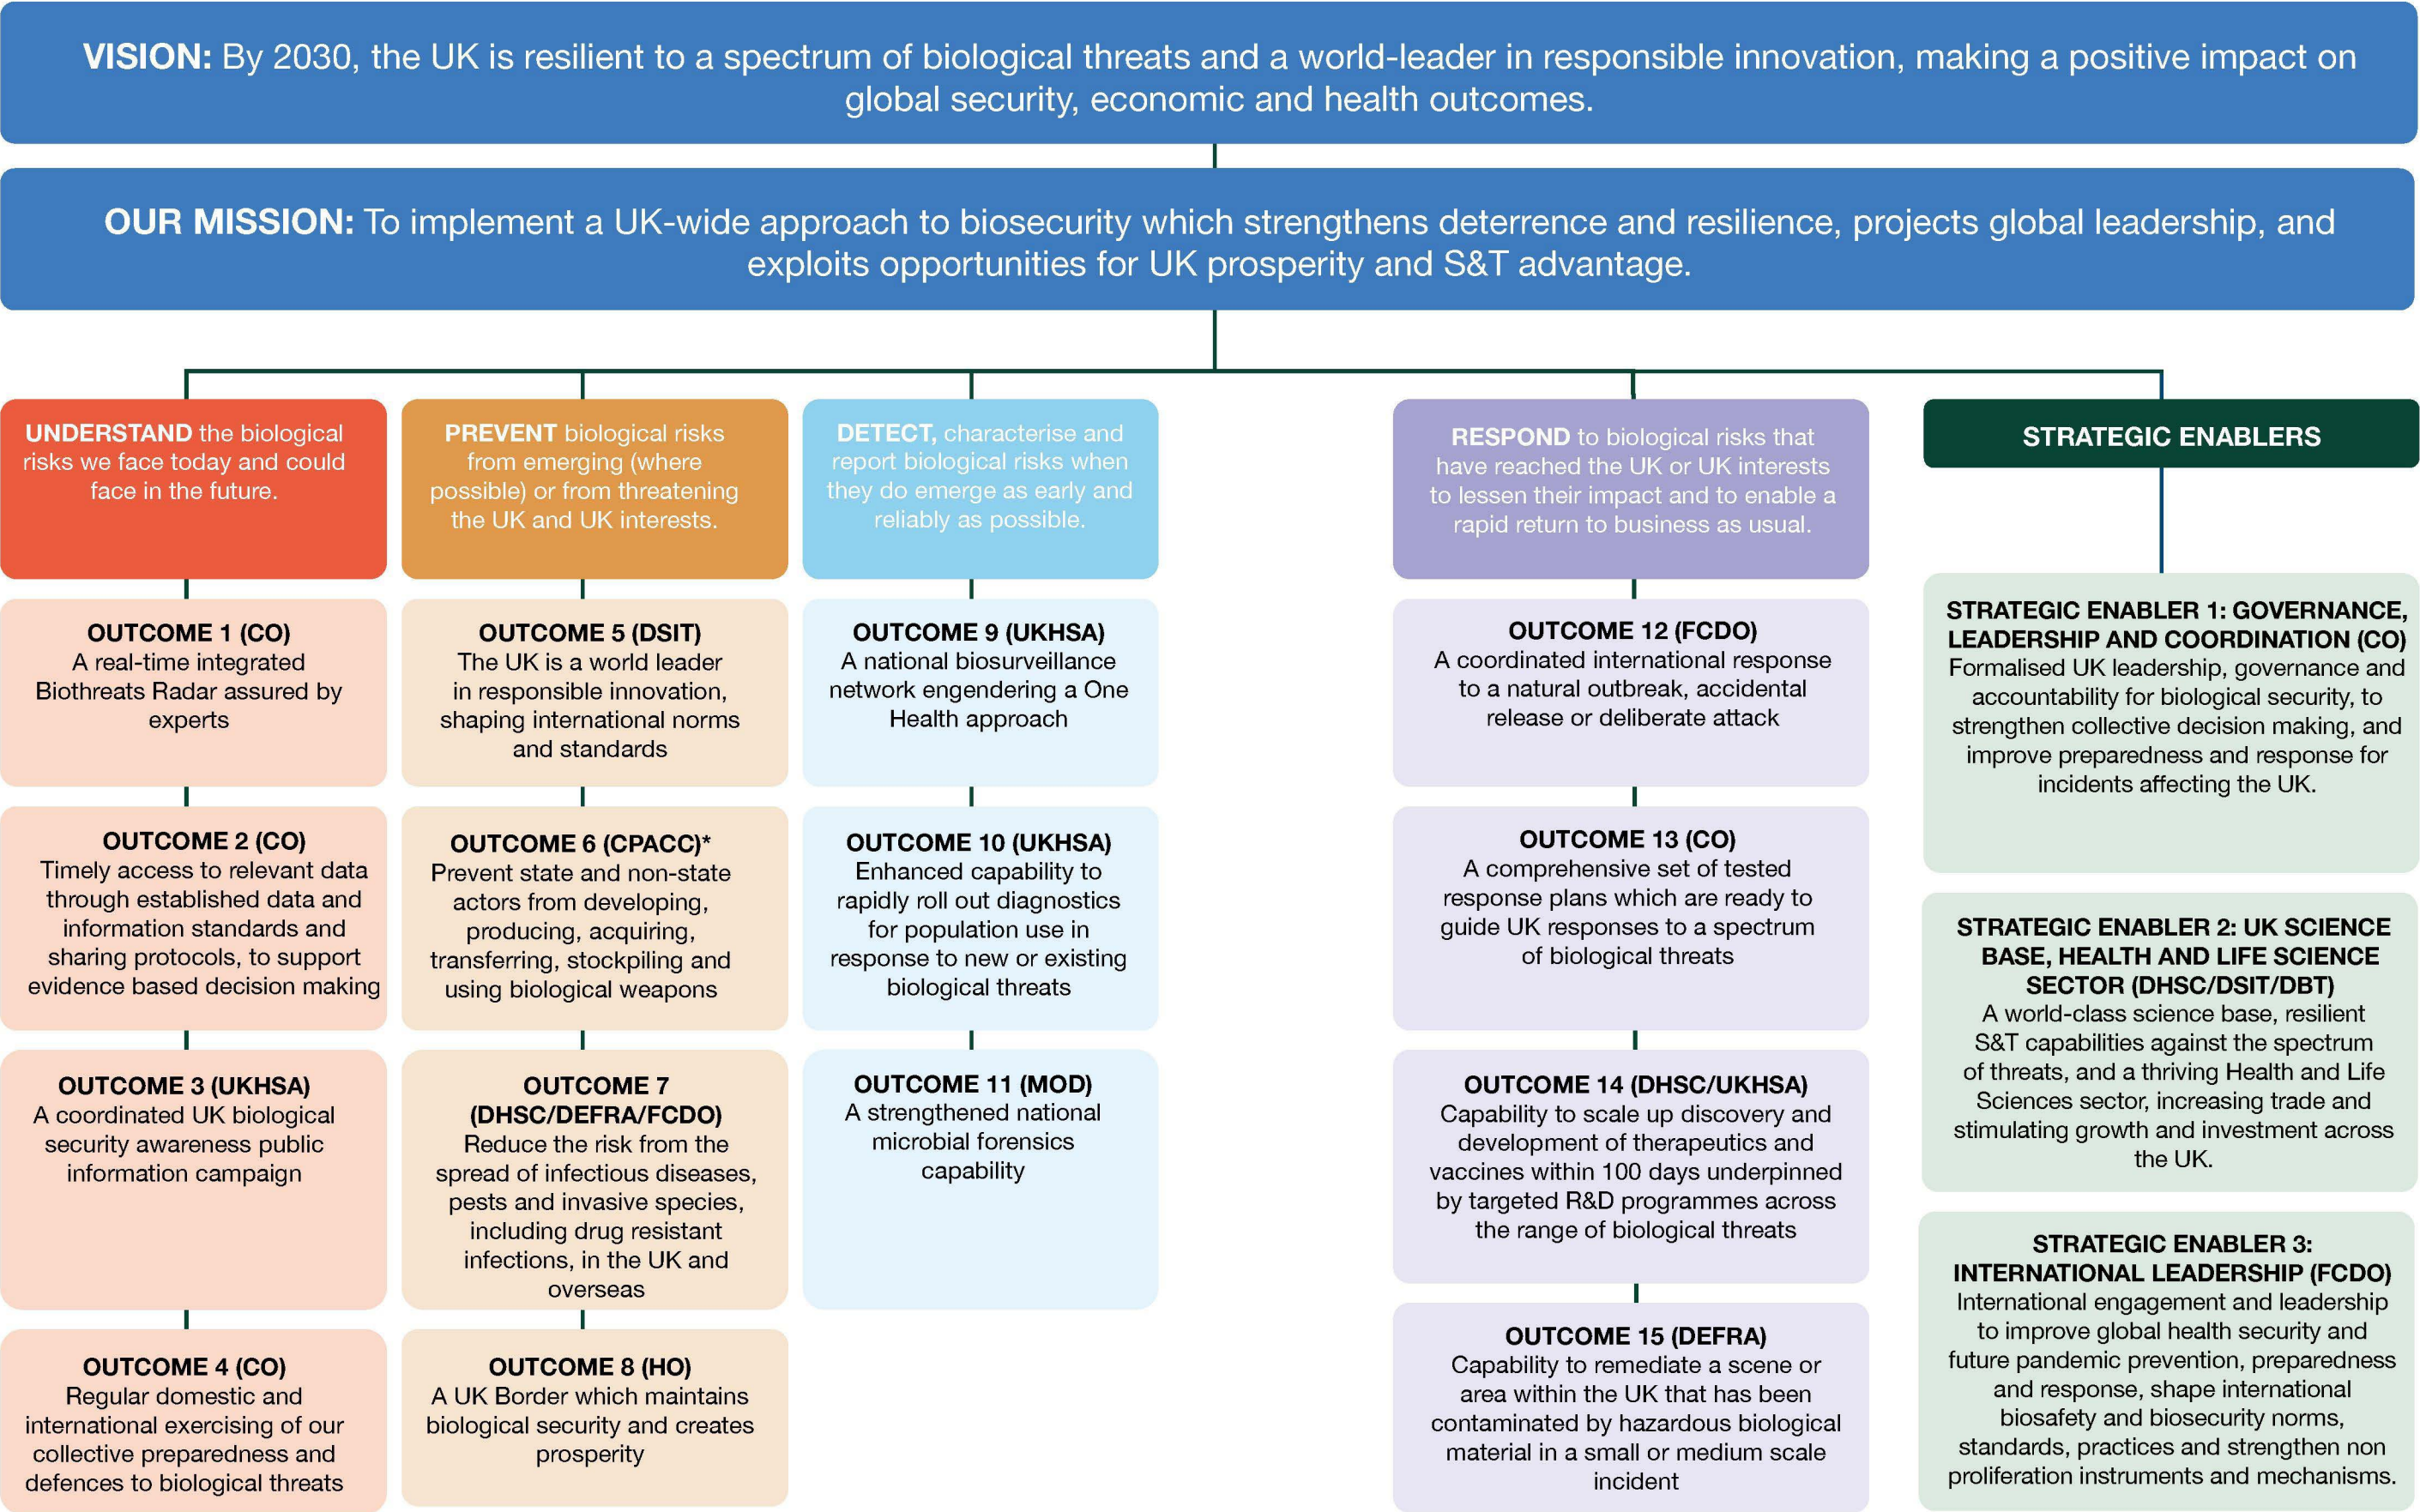 VISION: By 2030, the UK is resilient to a spectrum of biological threats and a world-leader in responsible innovation, making a positive impact on
global security, economic and health outcomes.
OUR MISSION: To implement a UK-wide approach to biosecurity which strengthens deterrence and resilience, projects global leadership, and
exploits opportunities for UK prosperity and S&T advantage.
UNDERSTAND the biological
risks we face today and could
face in the future.
OUTCOME 1 (CO)
A real-time integrated
Biothreats Radar assured by
experts
OUTCOME 2 (CO)
Timely access to relevant data
through established data and
information standards and
sharing protocols, to support
evidence based decision making
OUTCOME 3 (UKHSA)
A coordinated UK biological
security awareness public
information campaign
OUTCOME 4 (CO)
Regular domestic and
international exercising of our
collective preparedness and
defences to biological threats
PREVENT biological risks
from emerging (where
possible) or from threatening
the UK and UK interests.
OUTCOME 5 (DSIT)
The UK is a world leader
in responsible innovation,
shaping international norms
and standards
OUTCOME 6 (CPACC)*
Prevent state and non-state
actors from developing,
producing, acquiring,
transferring, stockpiling and
using biological weapons
OUTCOME 7
(DHSC/DEFRA/FCDO)
Reduce the risk from the
spread of infectious diseases,
pests and invasive species,
including drug resistant
infections, in the UK and
overseas
OUTCOME 8 (HO)
A UK Border which maintains
biological security and creates
prosperity
DETECT, characterise and
report biological risks when
they do emerge as early and
reliably as possible.
OUTCOME 9 (UKHSA)
A national biosurveillance
network engendering a One
Health approach
OUTCOME 10 (UKHSA)
Enhanced capability to
rapidly roll out diagnostics
for population use in
response to new or existing
biological threats
OUTCOME 11 (MOD)
A strengthened national
microbial forensics
capability
RESPOND to biological risks that
have reached the UK or UK interests
to lessen their impact and to enable a
rapid return to business as usual.
OUTCOME 12 (FCDO)
A coordinated international response
to a natural outbreak, accidental
release or deliberate attack
OUTCOME 13 (CO)
A comprehensive set of tested
response plans which are ready to
guide UK responses to a spectrum
of biological threats
OUTCOME 14 (DHSC/UKHSA)
Capability to scale up discovery and
development of therapeutics and
vaccines within 100 days underpinned
by targeted R&D programmes across
the range of biological threats
OUTCOME 15 (DEFRA)
Capability to remediate a scene or
area within the UK that has been
contaminated by hazardous biological
material in a small or medium scale
incident
STRATEGIC ENABLERS
STRATEGIC ENABLER 1: GOVERNANCE,
LEADERSHIP AND COORDINATION (CO)
Formalised UK leadership, governance and
accountability for biological security, to
strengthen collective decision making, and
improve preparedness and response for
incidents affecting the UK.
STRATEGIC ENABLER 2: UK SCIENCE
BASE, HEALTH AND LIFE SCIENCE
SECTOR (DHSC/DSIT/DBT)
A world-class science base, resilient
S&T capabilities against the spectrum
of threats, and a thriving Health and Life
Sciences sector, increasing trade and
stimulating growth and investment across
the UK.
STRATEGIC ENABLER 3:
INTERNATIONAL LEADERSHIP (FCDO)
International engagement and leadership
to improve global health security and
future pandemic prevention, preparedness
and response, shape international
biosafety and biosecurity norms,
standards, practices and strengthen non
proliferation instruments and mechanisms.